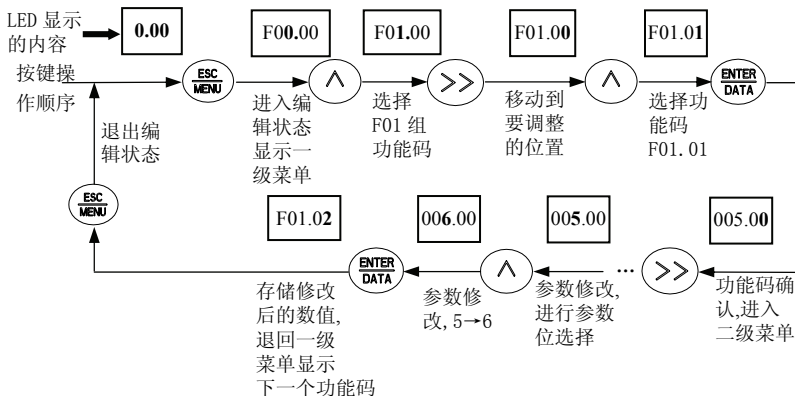 LED 显示
的内容
0.00
F00.00
F01.00
F01.00
F01.01
按键操
作顺序
ESC
MENU
∧
>>
∧
ENTER
DATA
进入编
辑状态
显示一
级菜单
选择
F01 组
功能码
移动到
要调整
的位置
选择功
能码
F01.01
退出编
辑状态
ESC
MENU
F01.02
006.00
005.00
005.00
ENTER
DATA
∧
…
>>
存储修改
后的数值,
退回一级
菜单显示
下一个功能码
参数修
改,5→6
参数修改,
进行参数
位选择
功能码确
认,进入
二级菜单